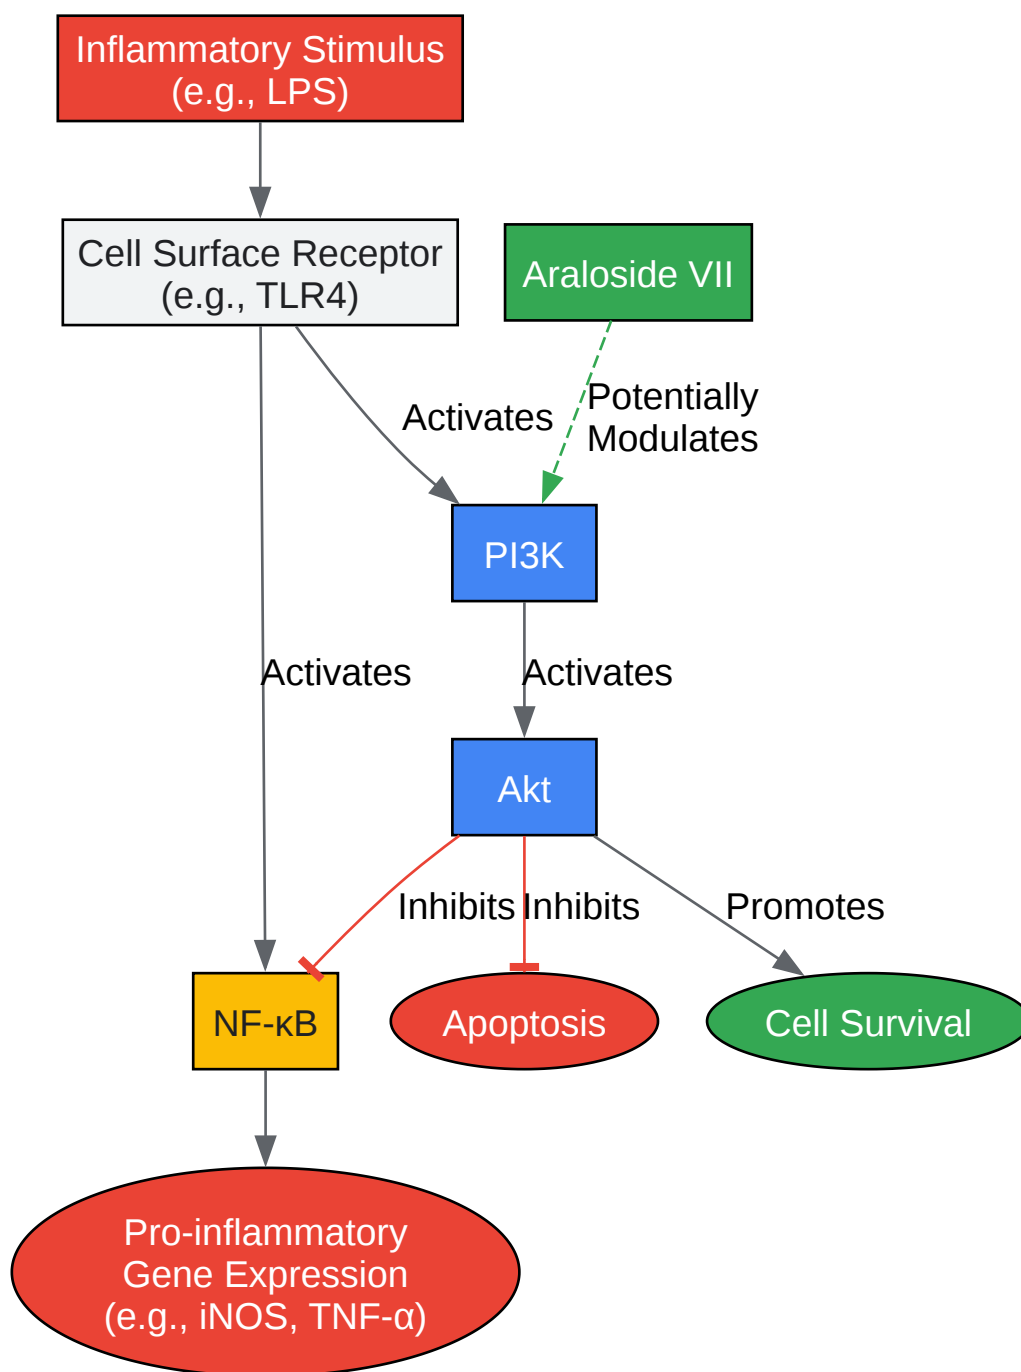 Inflammatory Stimulus
(e.g., LPS)
Cell Surface Receptor
(e.g., TLR4)
Araloside VII
Activates
Potentially
Modulates
PI3K
Activates
Activates
Akt
Inhibits
Inhibits
Promotes
NF-κB
Apoptosis
Cell Survival
Pro-inflammatory
Gene Expression
(e.g., iNOS, TNF-α)